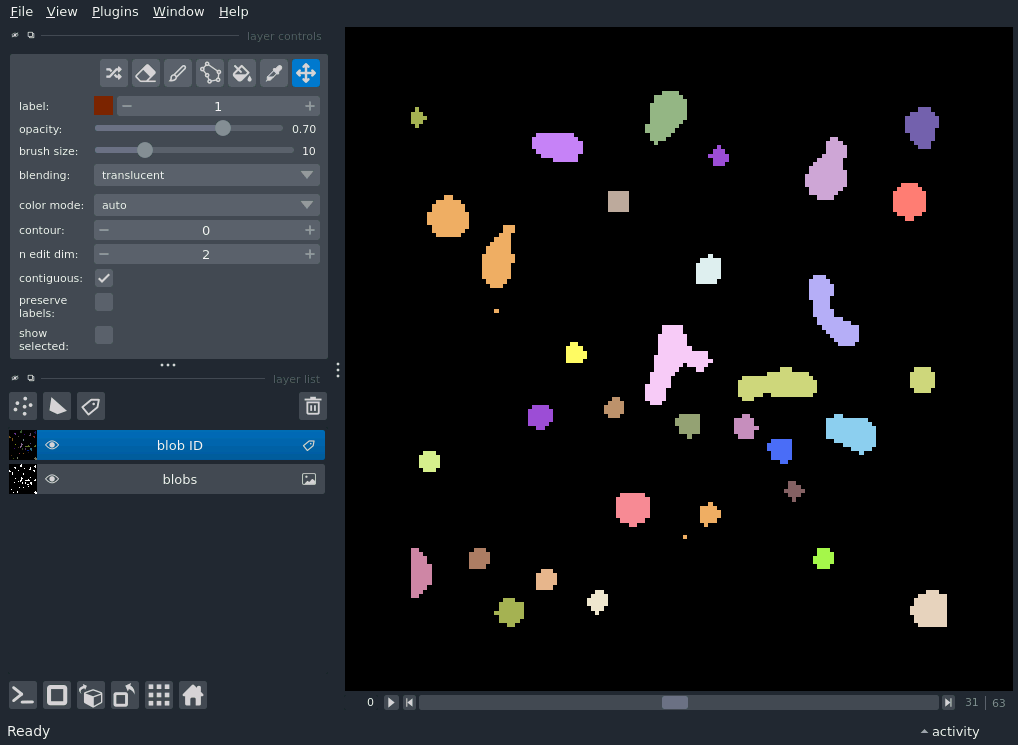 File View Plugins Window Help
layer controls
label: 1
opacity: 0.70
brush size: 10
blending: translucent
color mode: auto
contour: 0
n edit dim: 2
contiguous:
preserve
labels:
show
selected:
layer list
blob ID
blobs
0 31 63
Ready activity